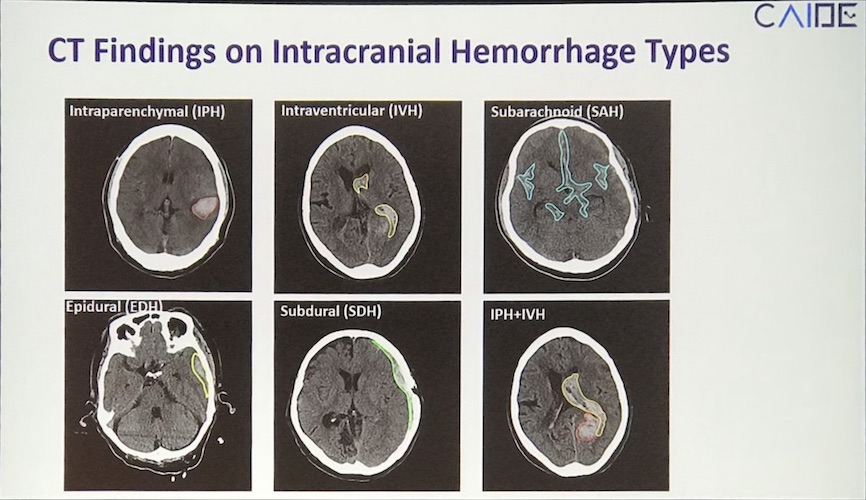 CAIDE
CT Findings on Intracranial Hemorrhage Types
Intraparenchymal (IPH)
Intraventricular (IVH)
Subarachnoid (SAH)
Epidural (EDH)
Subdural (SDH)
IPH+IVH